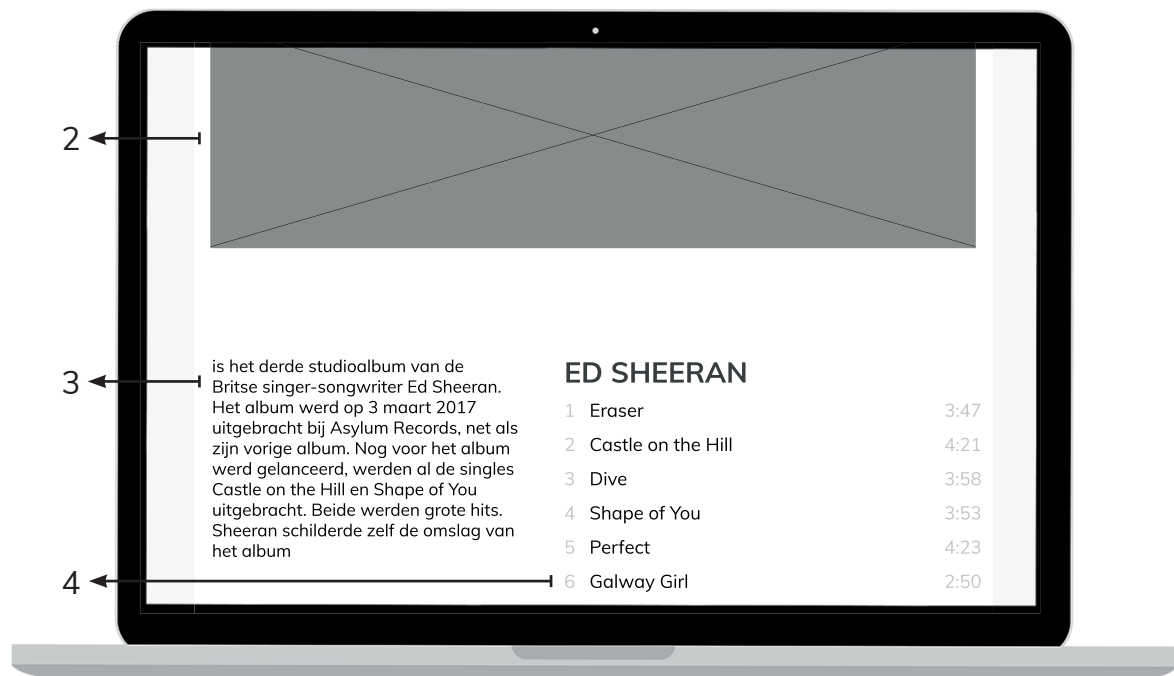 2
3
is het derde studioalbum van de
Britse singer-songwriter Ed Sheeran.
Het album werd op 3 maart 2017
uitgebracht bij Asylum Records, net als
zijn vorige album. Nog voor het album
werd gelanceerd, werden al de singles
Castle on the Hill en Shape of You
uitgebracht. Beide werden grote hits.
Sheeran schilderde zelf de omslag van
het album
ED SHEERAN
1 Eraser 3:47
2 Castle on the Hill 4:21
3 Dive 3:58
4 Shape of You 3:53
5 Perfect 4:23
4
6 Galway Girl 2:50